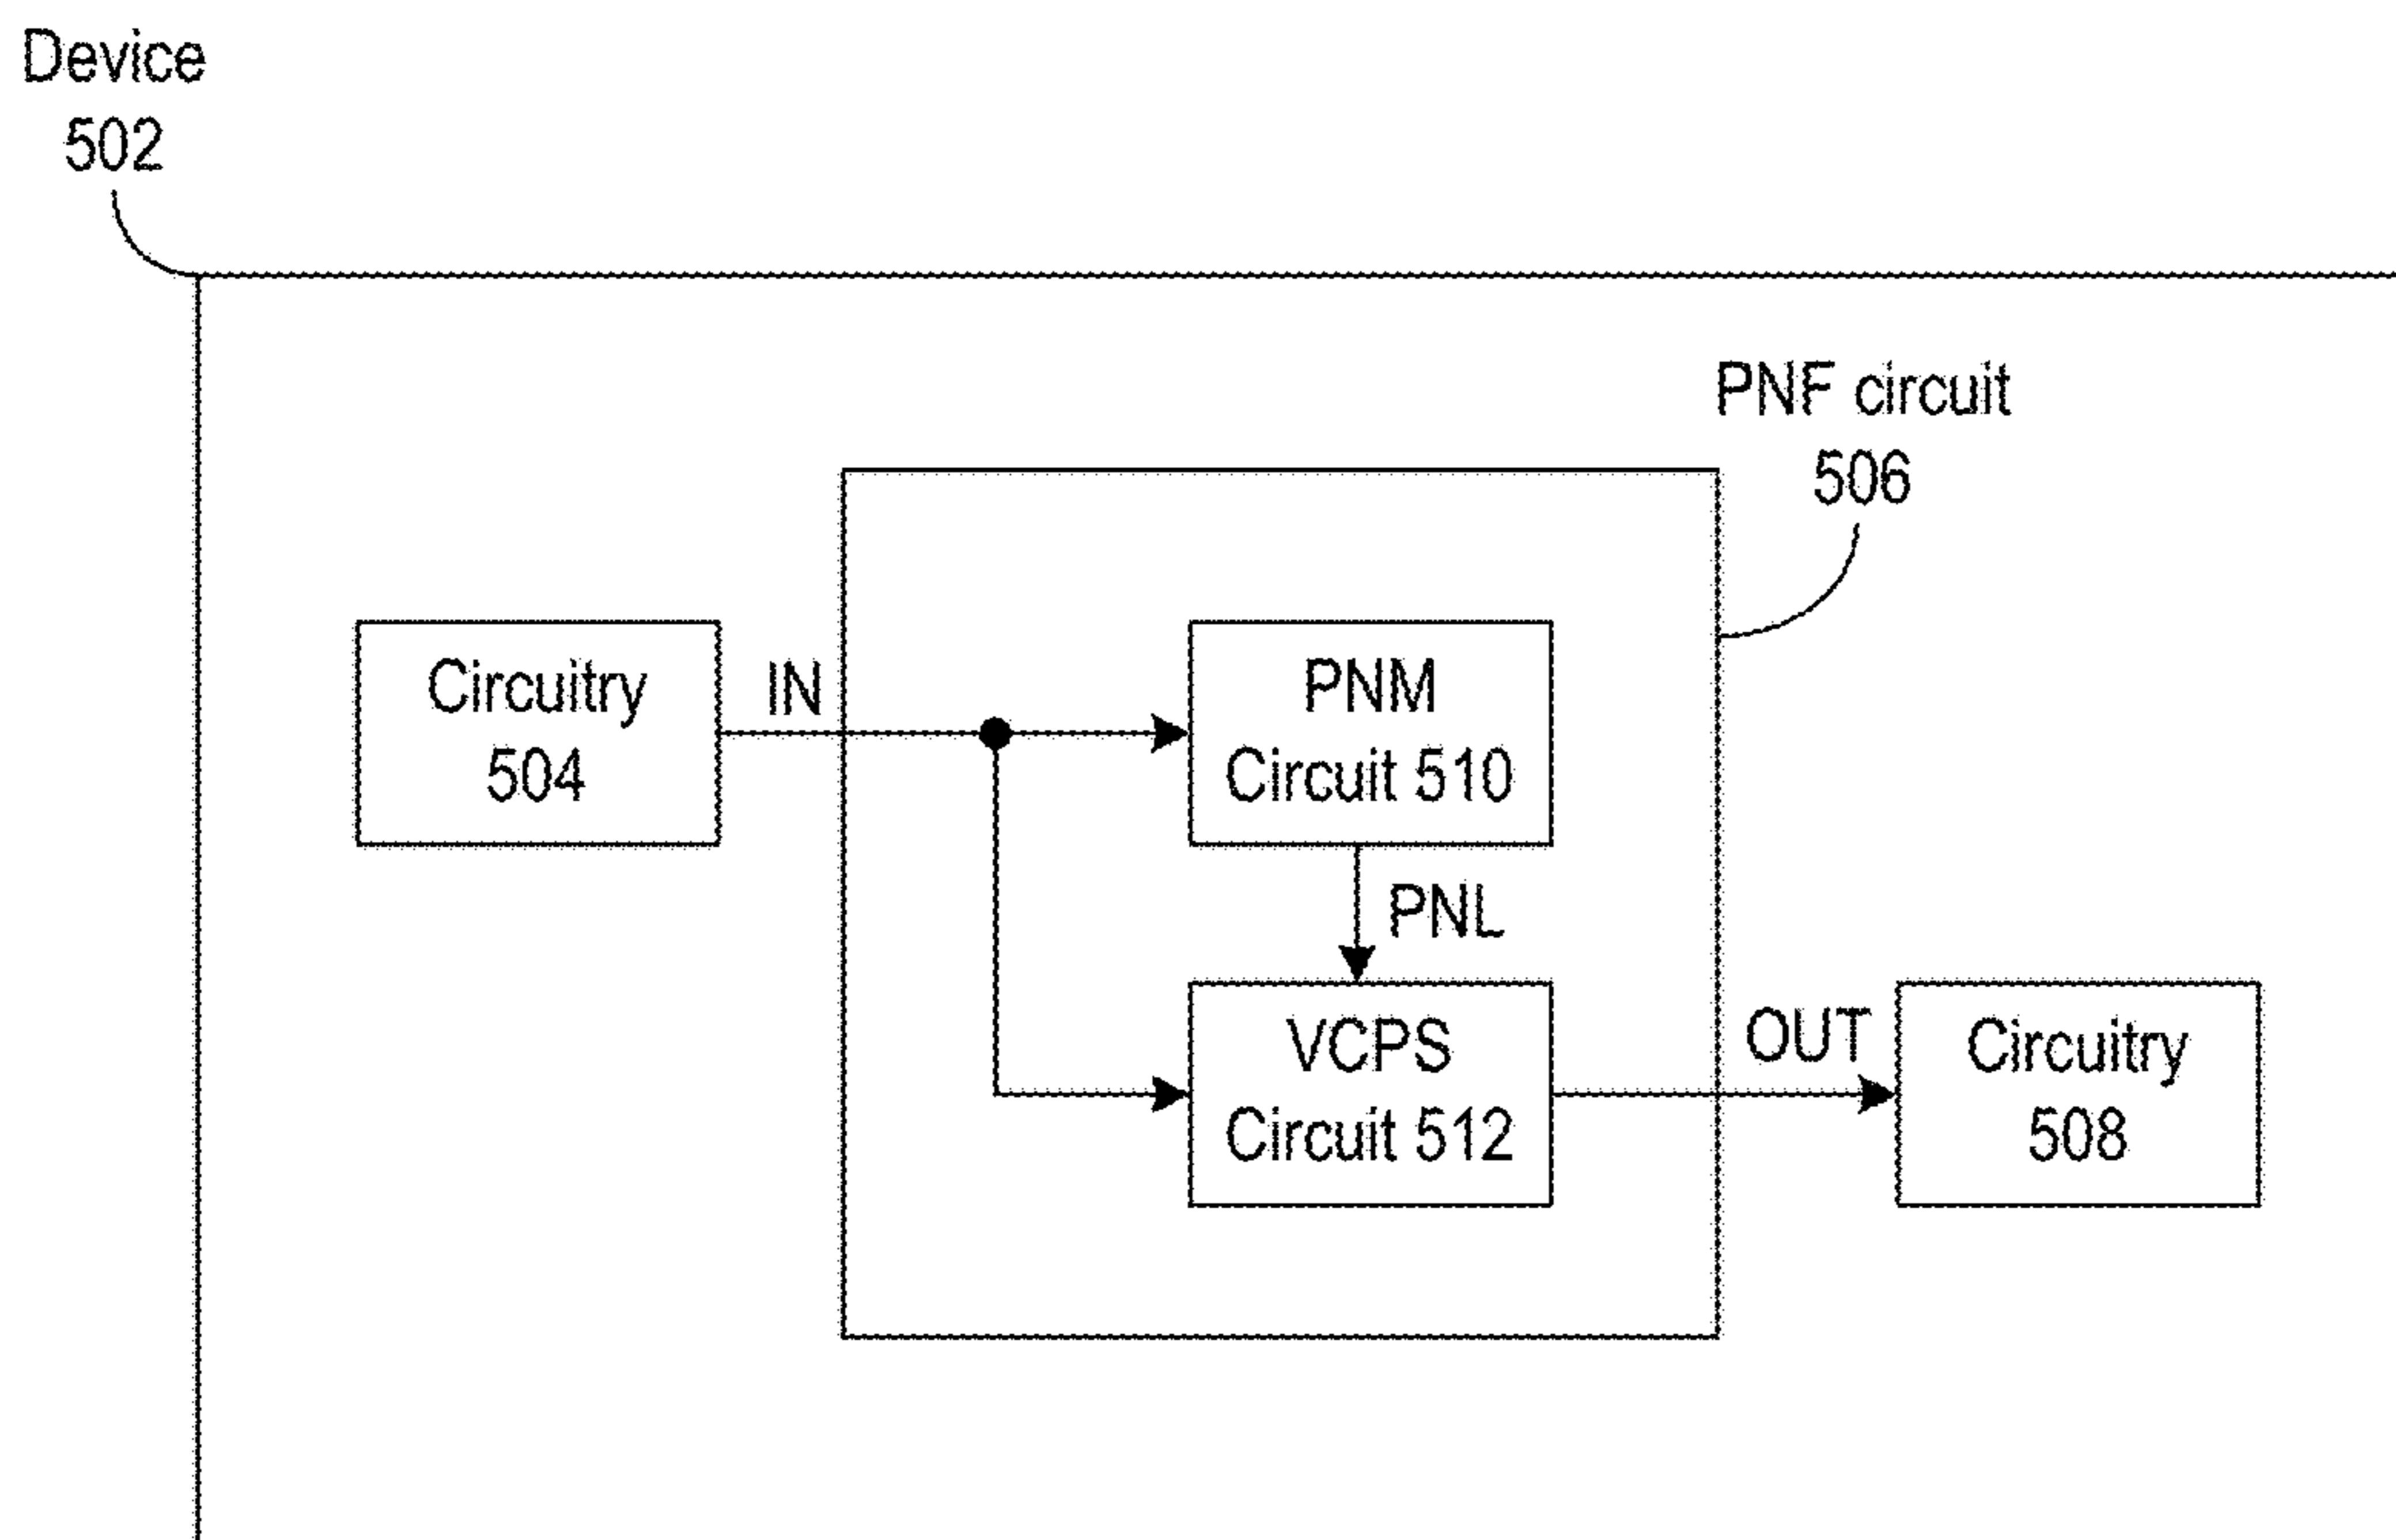 Device
502
PNF circuit
506
Circuitry
504
IN
PNM
Circuit 510
PNL
VCPS
Circuit 512
OUT
Circuitry
508